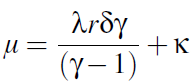 μ = λrδγ / (γ − 1) + κ